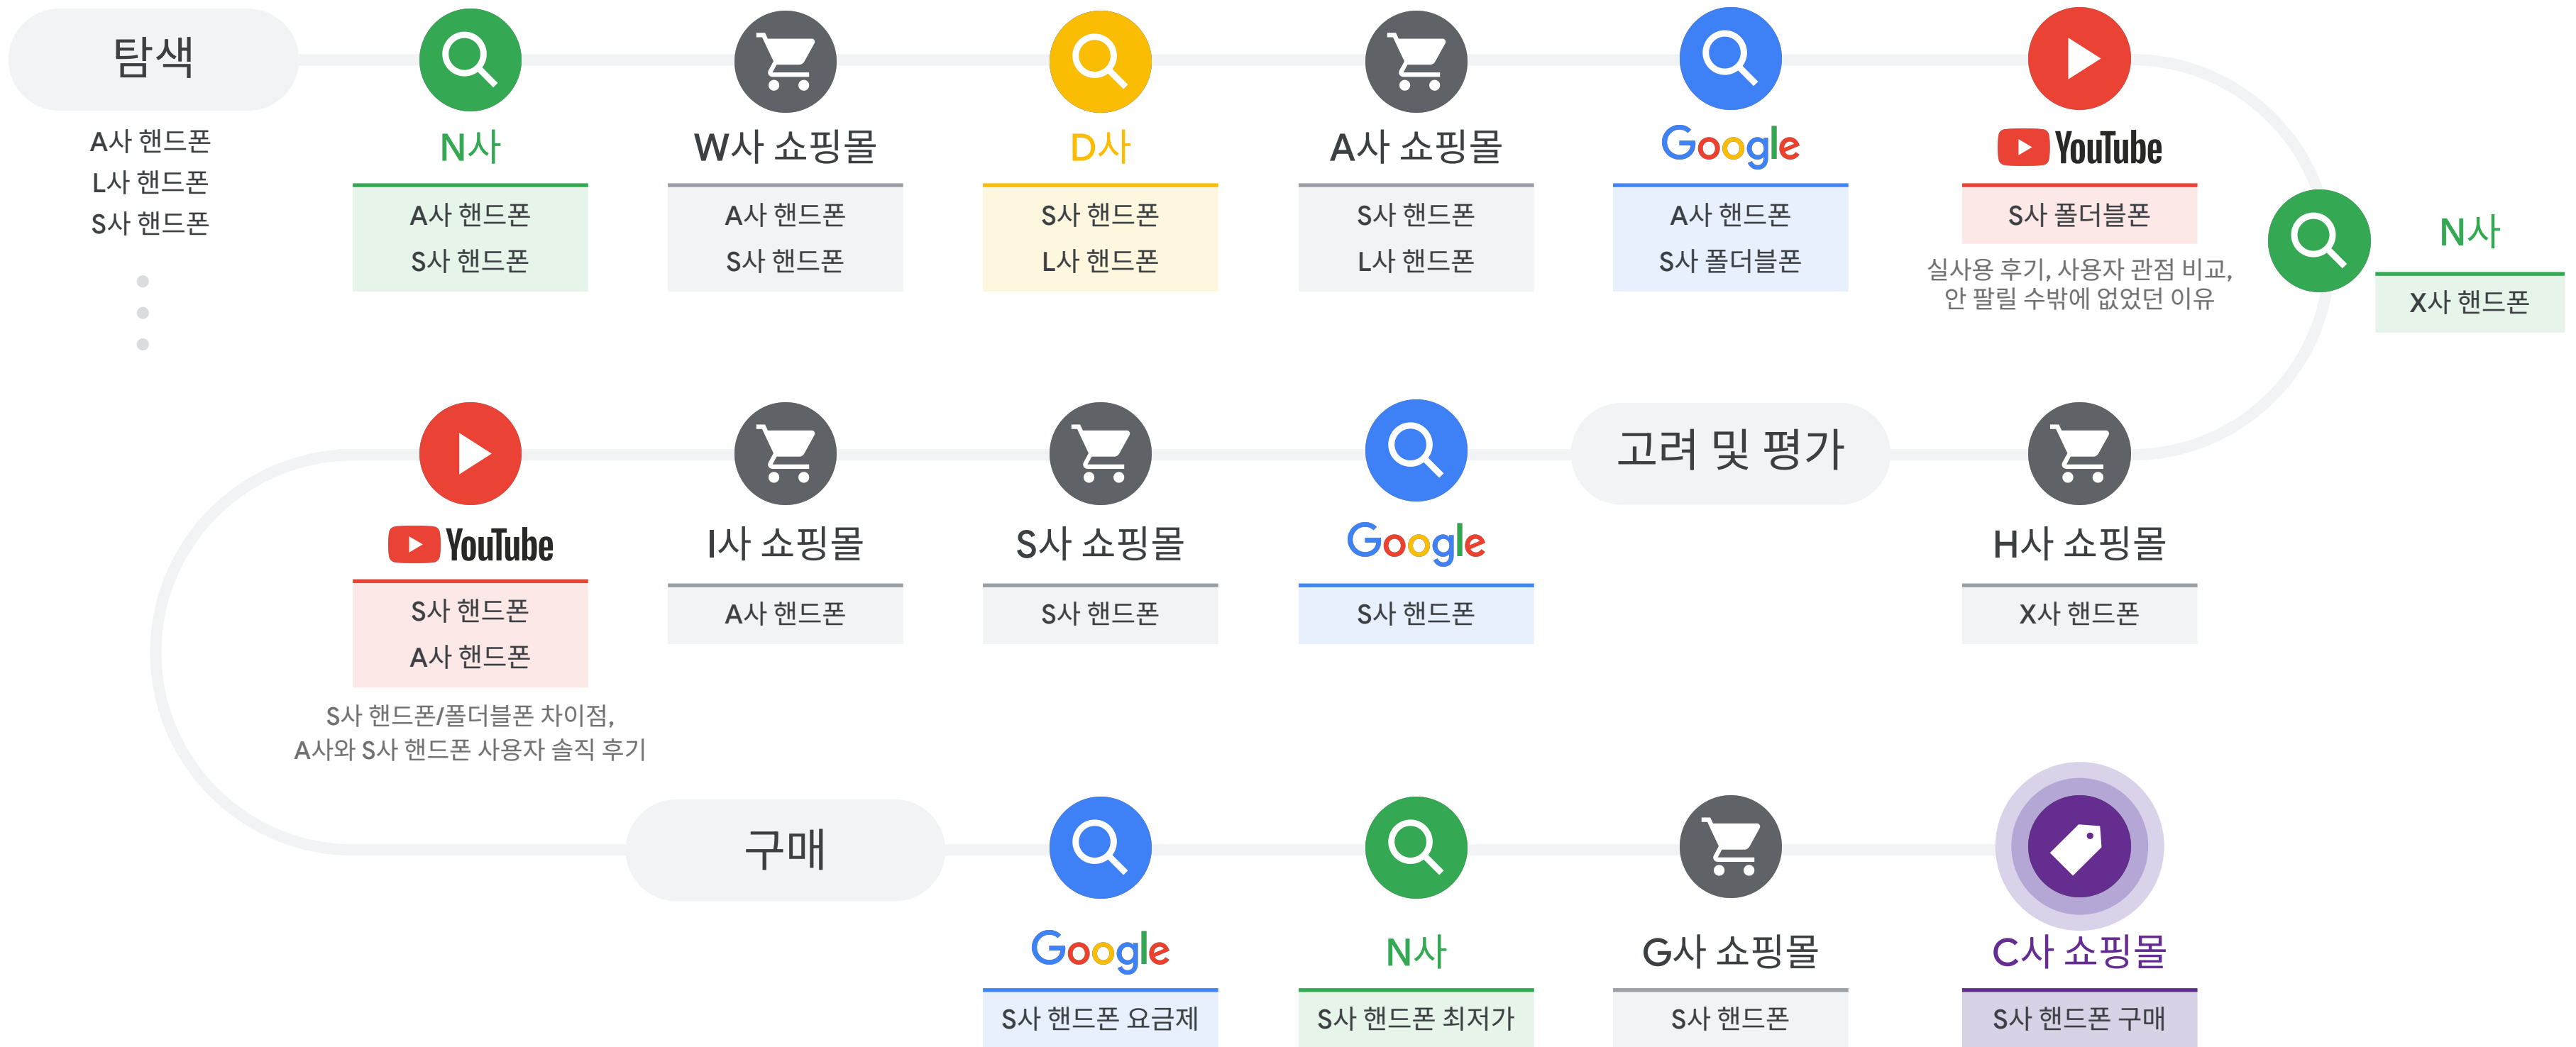 탐색
A사 핸드폰
L사 핸드폰
S사 핸드폰
N사
A사 핸드폰
S사 핸드폰
W사 쇼핑몰
A사 핸드폰
S사 핸드폰
D사
S사 핸드폰
L사 핸드폰
A사 쇼핑몰
S사 핸드폰
L사 핸드폰
Google
A사 핸드폰
S사 폴더블폰
YouTube
S사 폴더블폰
실사용 후기, 사용자 관점 비교,
안 팔릴 수밖에 없었던 이유
N사
X사 핸드폰
H사 쇼핑몰
X사 핸드폰
고려 및 평가
Google
S사 핸드폰
S사 쇼핑몰
S사 핸드폰
I사 쇼핑몰
A사 핸드폰
YouTube
S사 핸드폰
A사 핸드폰
S사 핸드폰/폴더블폰 차이점,
A사와 S사 핸드폰 사용자 솔직 후기
구매
Google
S사 핸드폰 요금제
N사
S사 핸드폰 최저가
G사 쇼핑몰
S사 핸드폰
C사 쇼핑몰
S사 핸드폰 구매